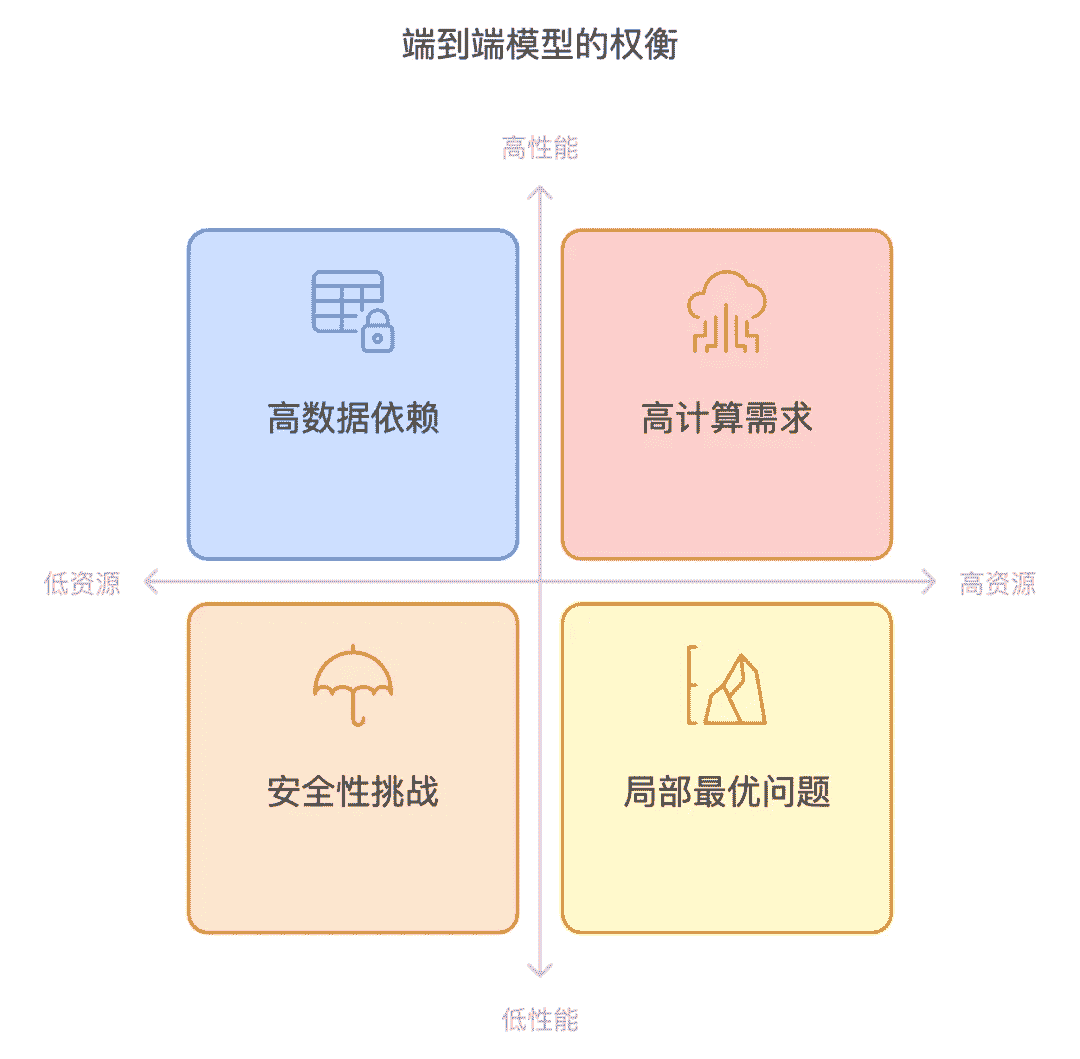 端到端模型的权衡
高性能
高数据依赖
高计算需求
低资源
高资源
安全性挑战
局部最优问题
低性能